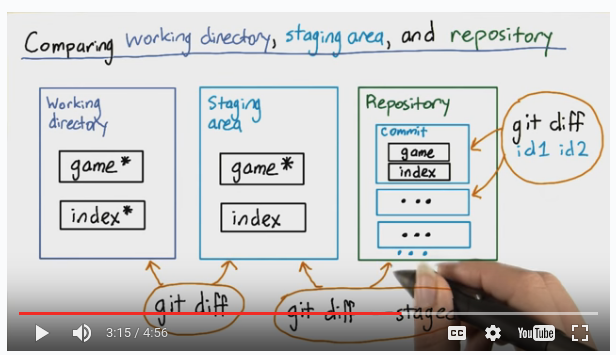 Comparing working directory, staging area, and repository
Working directory
game*
index*
Staging area
game*
index
Repository
commit
game
index
...
...
...
git diff
id1 id2
git diff
git diff --staged
3:15 / 4:56
CC
YouTube